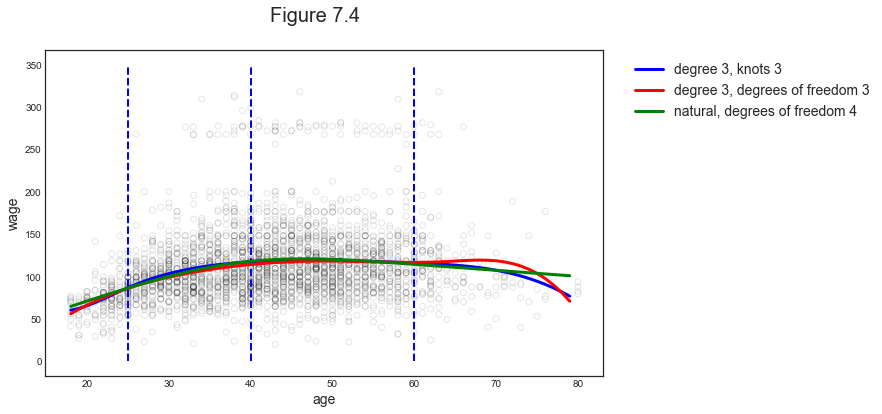 Figure 7.4
degree 3, knots 3
degree 3, degrees of freedom 3
natural, degrees of freedom 4
wage
350
300
250
200
150
100
50
0
20
30
40
50
60
70
80
age